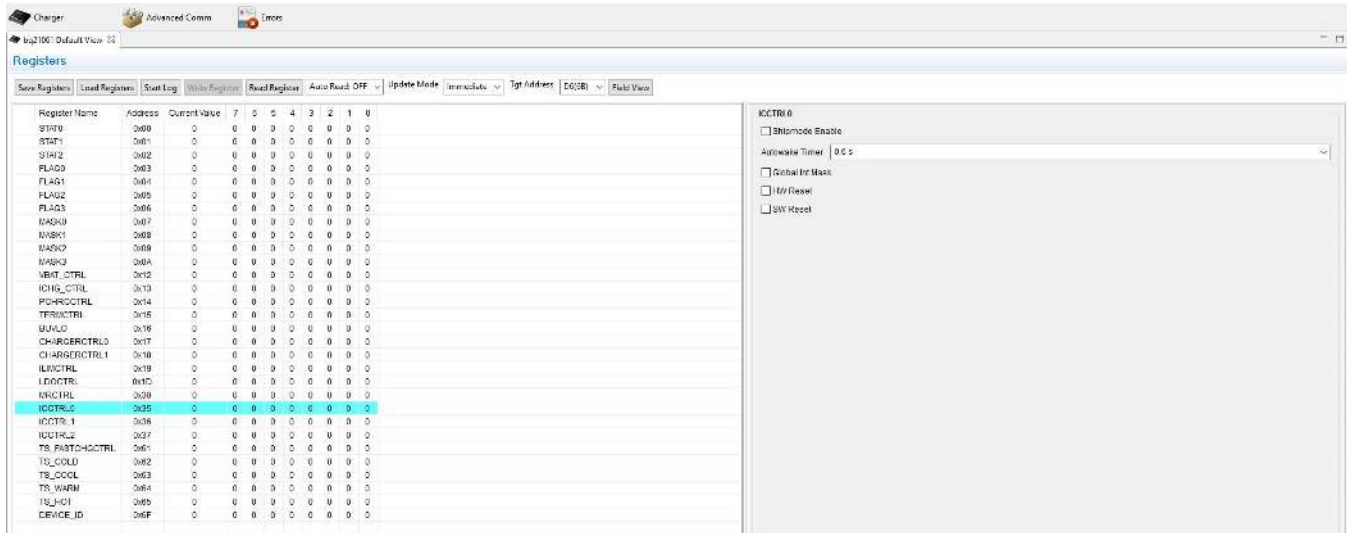 Charger Advanced Comm Errors
bq21061 Default View
Registers
Save Registers Load Registers Start Log Write Register Read Register Auto Read: OFF Update Mode Immediate Tgt Address D6(6B) Field View
Register Name Address Current Value 7 6 5 4 3 2 1 0
STAT0 0x00 0 0 0 0 0 0 0 0 0
STAT1 0x01 0 0 0 0 0 0 0 0 0
STAT2 0x02 0 0 0 0 0 0 0 0 0
FLAG0 0x03 0 0 0 0 0 0 0 0 0
FLAG1 0x04 0 0 0 0 0 0 0 0 0
FLAG2 0x05 0 0 0 0 0 0 0 0 0
FLAG3 0x06 0 0 0 0 0 0 0 0 0
MASK0 0x07 0 0 0 0 0 0 0 0 0
MASK1 0x08 0 0 0 0 0 0 0 0 0
MASK2 0x09 0 0 0 0 0 0 0 0 0
MASK3 0x0A 0 0 0 0 0 0 0 0 0
VBAT_CTRL 0x12 0 0 0 0 0 0 0 0 0
ICHG_CTRL 0x13 0 0 0 0 0 0 0 0 0
PCHRGCTRL 0x14 0 0 0 0 0 0 0 0 0
TERMCTRL 0x15 0 0 0 0 0 0 0 0 0
BUVLO 0x16 0 0 0 0 0 0 0 0 0
CHARGERCTRL0 0x17 0 0 0 0 0 0 0 0 0
CHARGERCTRL1 0x18 0 0 0 0 0 0 0 0 0
ILIMCTRL 0x19 0 0 0 0 0 0 0 0 0
LDOCTRL 0x1D 0 0 0 0 0 0 0 0 0
MRCTRL 0x30 0 0 0 0 0 0 0 0 0
ICCTRL0 0x35 0 0 0 0 0 0 0 0 0
ICCTRL1 0x36 0 0 0 0 0 0 0 0 0
ICCTRL2 0x37 0 0 0 0 0 0 0 0 0
TS_FASTCHGCTRL 0x61 0 0 0 0 0 0 0 0 0
TS_COLD 0x62 0 0 0 0 0 0 0 0 0
TS_COOL 0x63 0 0 0 0 0 0 0 0 0
TS_WARM 0x64 0 0 0 0 0 0 0 0 0
TS_HOT 0x65 0 0 0 0 0 0 0 0 0
DEVICE_ID 0x6F 0 0 0 0 0 0 0 0 0
ICCTRL0
Shipmode Enable
Autowake Timer 0.6 s
Global Int Mask
HW Reset
SW Reset